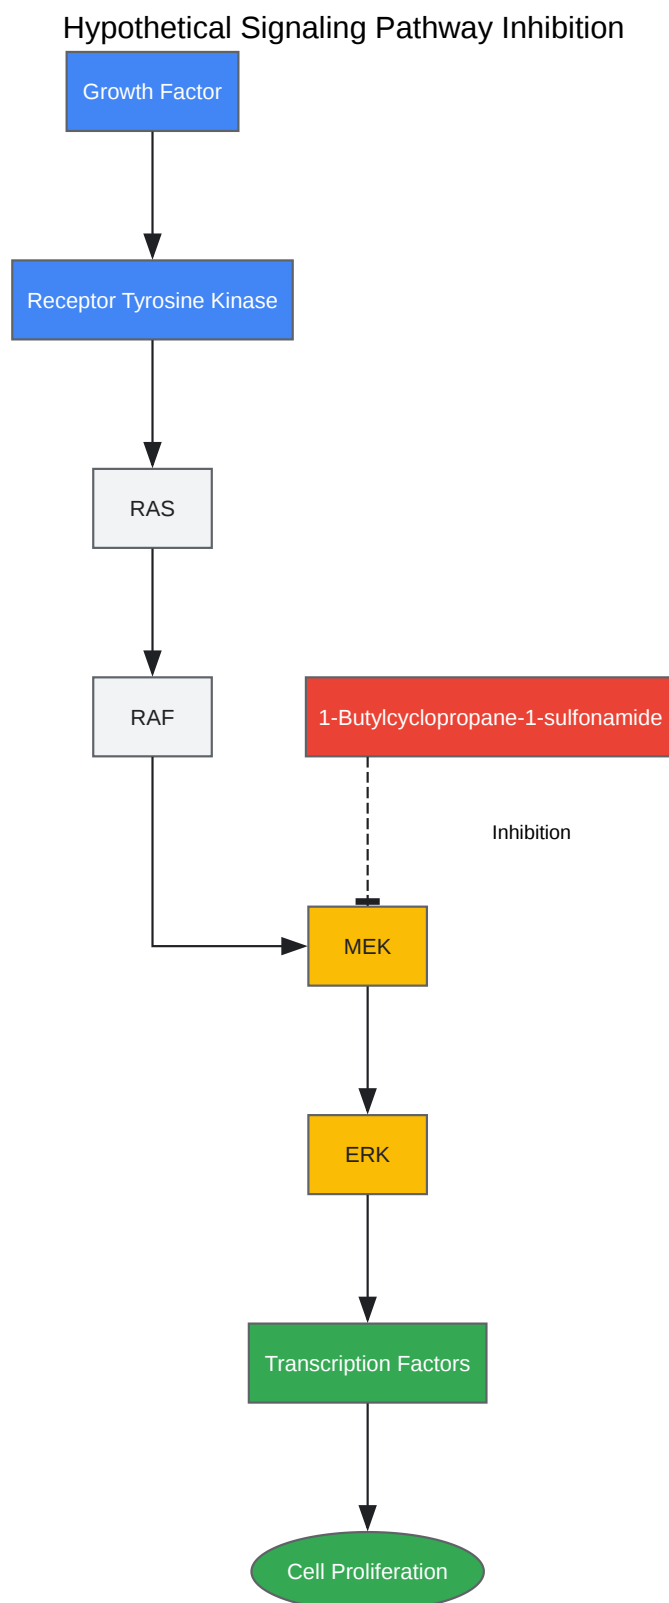 Hypothetical Signaling Pathway Inhibition
Growth Factor
Receptor Tyrosine Kinase
RAS
RAF
1-Butylcyclopropane-1-sulfonamide
Inhibition
MEK
ERK
Transcription Factors
Cell Proliferation